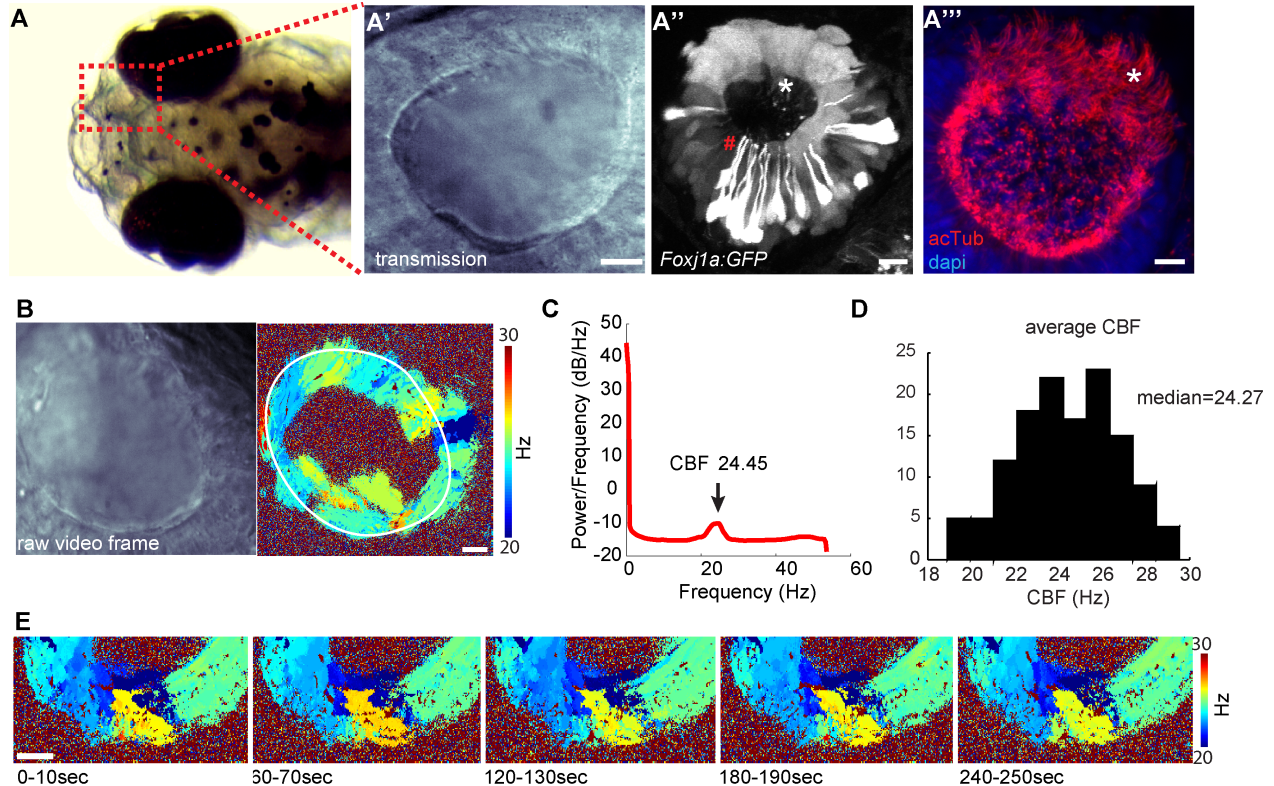 A
A'
transmission
A''
*
#
Foxj1a:GFP
A'''
*
acTub
dapi
B
raw video frame
30
Hz
20
C
Power/Frequency (dB/Hz)
50
40
30
20
10
0
-10
-20
CBF 24.45
0
20
40
60
Frequency (Hz)
D
average CBF
median=24.27
25
20
15
10
5
0
18
20
22
24
26
28
30
CBF (Hz)
E
30
Hz
20
0-10sec
30-70sec
120-130sec
180-190sec
240-250sec